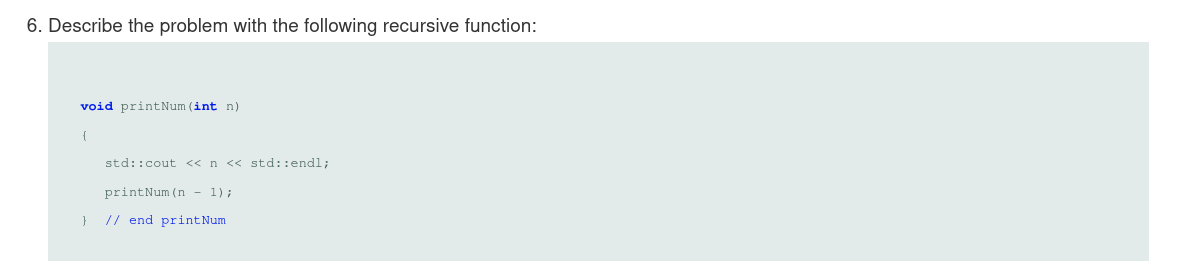 6. Describe the problem with the following recursive function:
void printNum(int n)
{
std::cout << n << std::endl;
printNum(n - 1);
} // end printNum